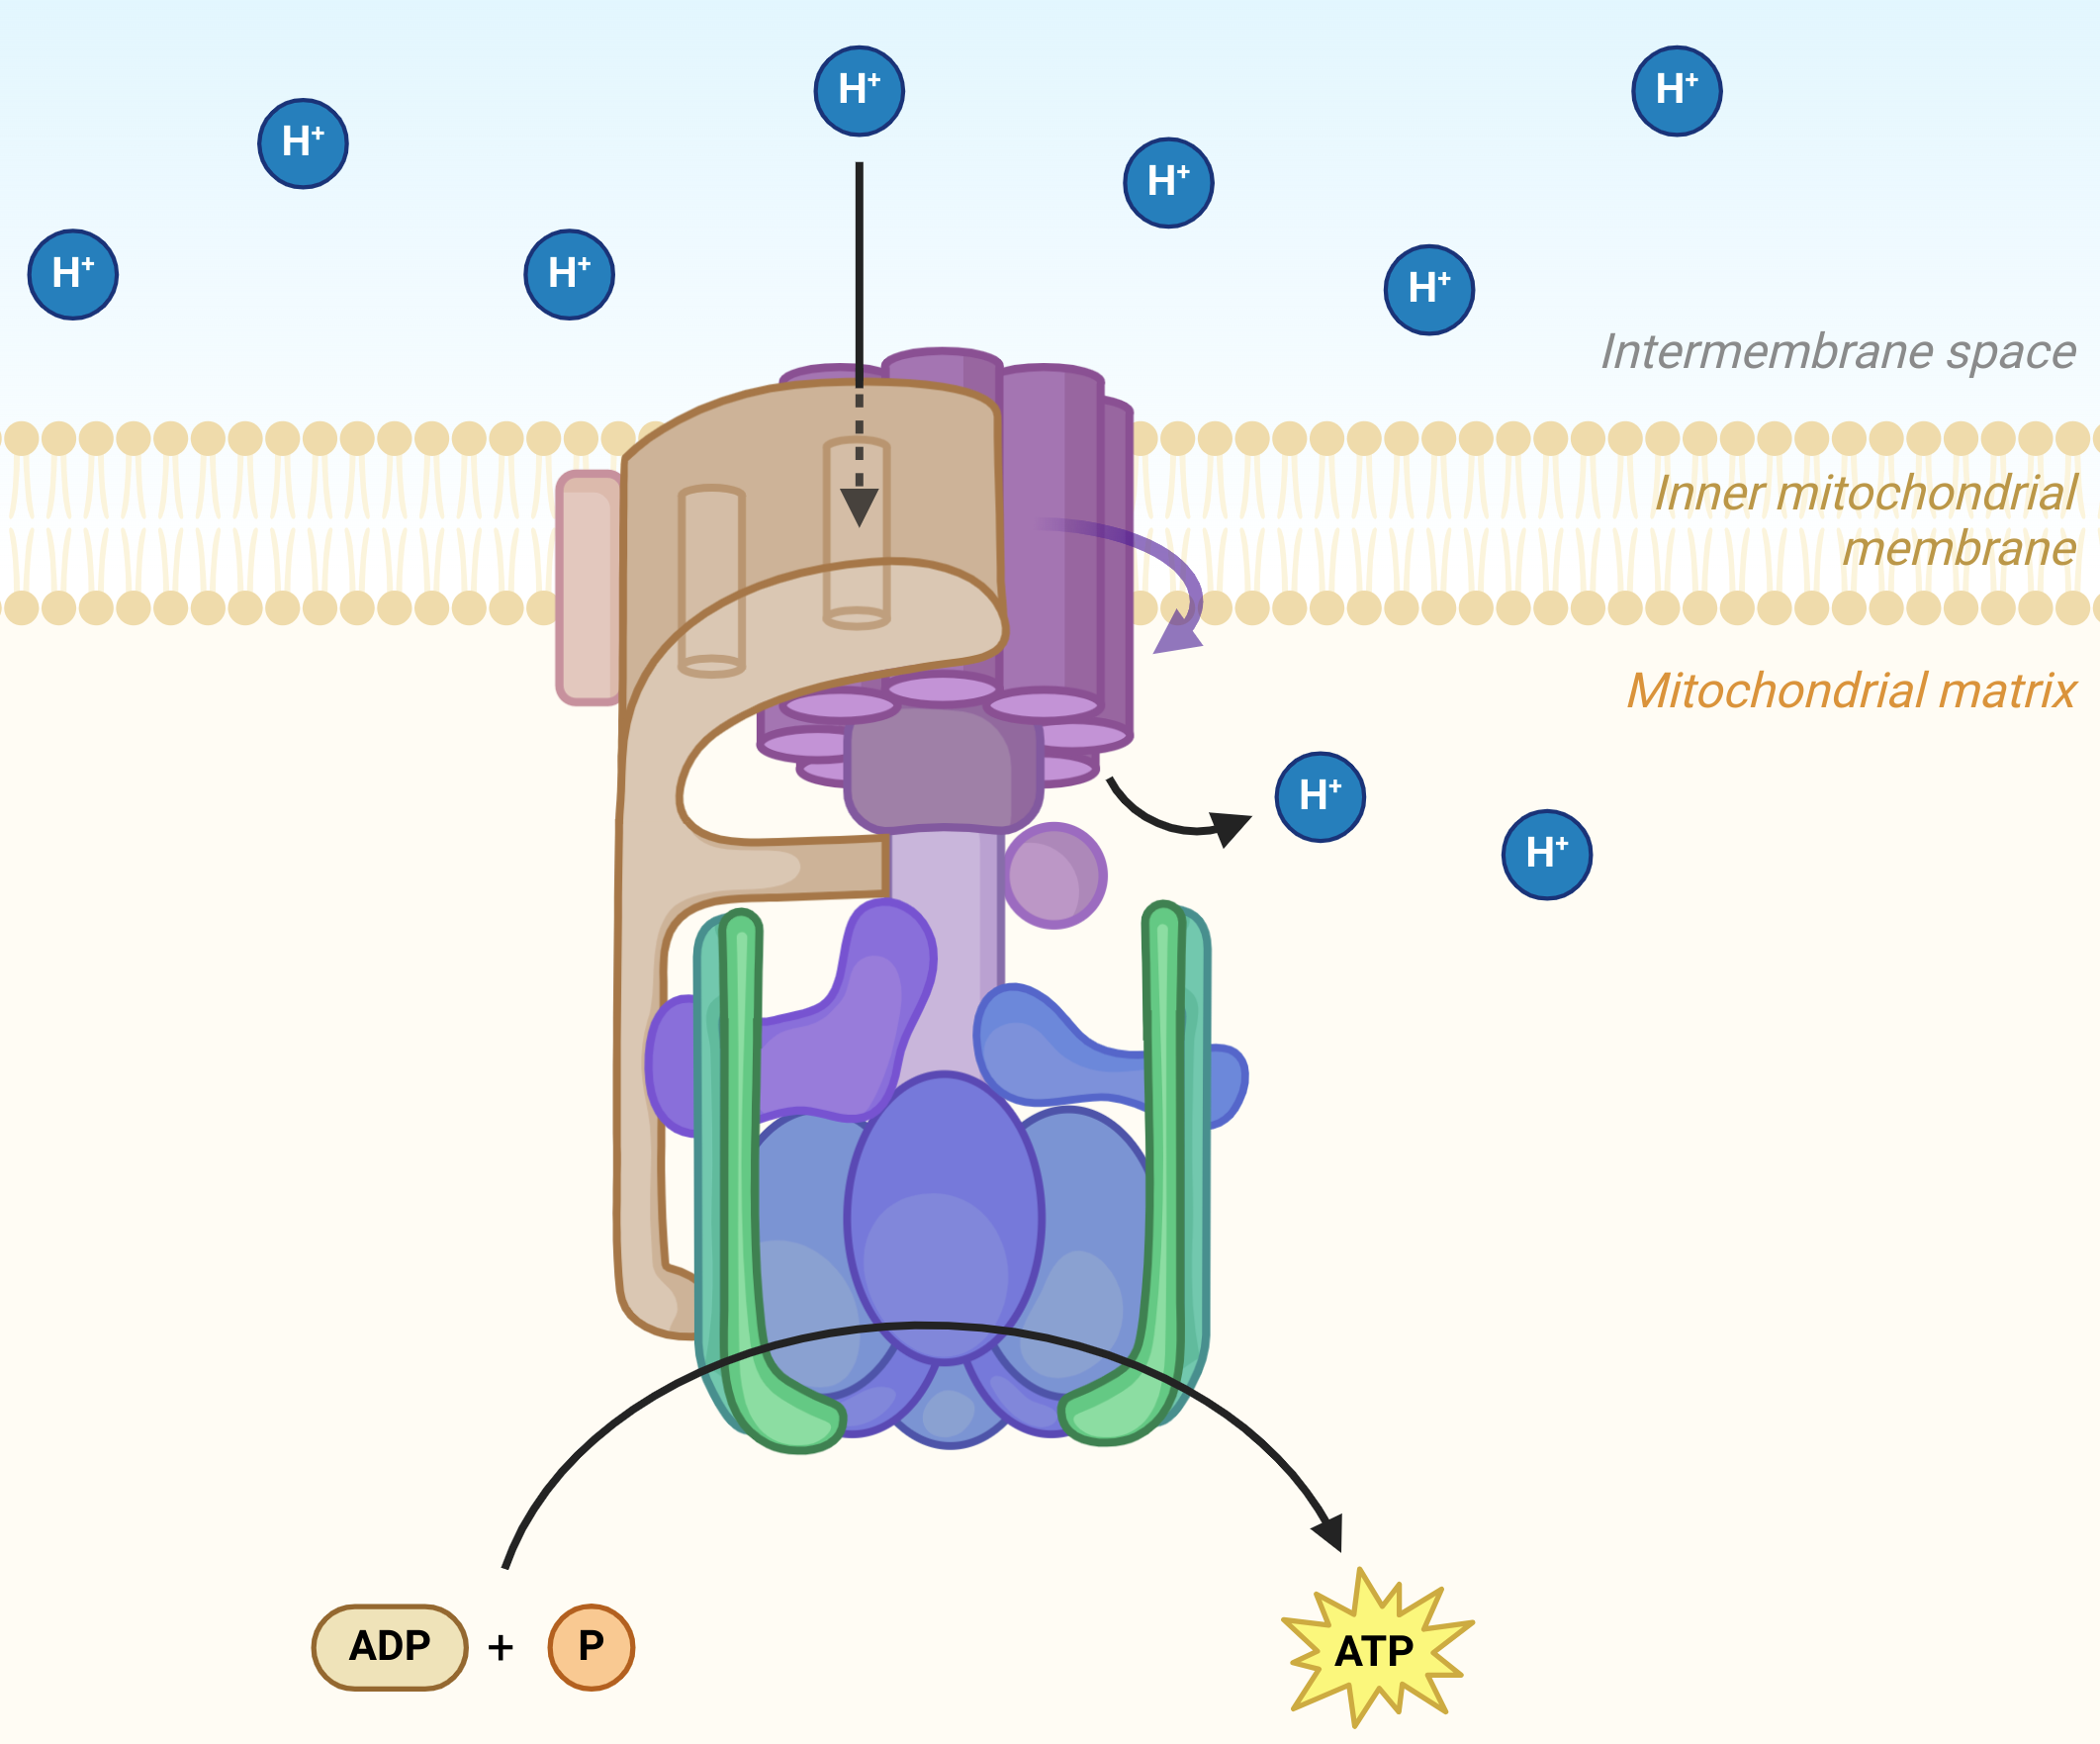 H⁺
H⁺
H⁺
H⁺
H⁺
H⁺
H⁺
Intermembrane space
Inner mitochondrial
membrane
Mitochondrial matrix
H⁺
H⁺
ADP + P
ATP